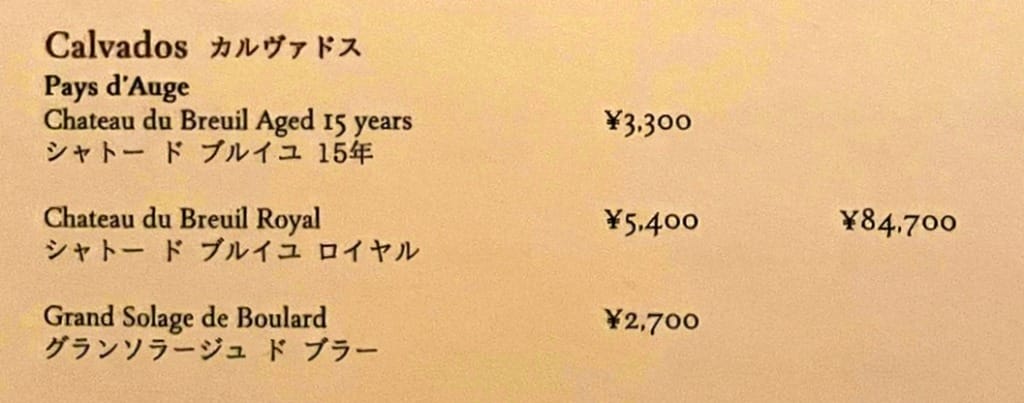 Calvados カルヴァドス
Pays d'Auge
Chateau du Breuil Aged 15 years ¥3,300
シャトー ド ブルイユ 15年
Chateau du Breuil Royal ¥5,400 ¥84,700
シャトー ド ブルイユ ロイヤル
Grand Solage de Boulard ¥2,700
グランソラージュ ド ブラー